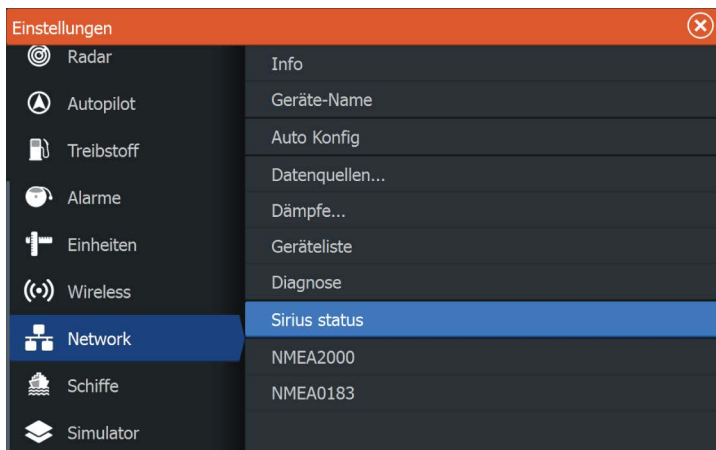 Einstellungen
Radar
Autopilot
Treibstoff
Alarme
Einheiten
Wireless
Network
Schiffe
Simulator
Info
Geräte-Name
Auto Konfig
Datenquellen...
Dämpfe...
Geräteliste
Diagnose
Sirius status
NMEA2000
NMEA0183